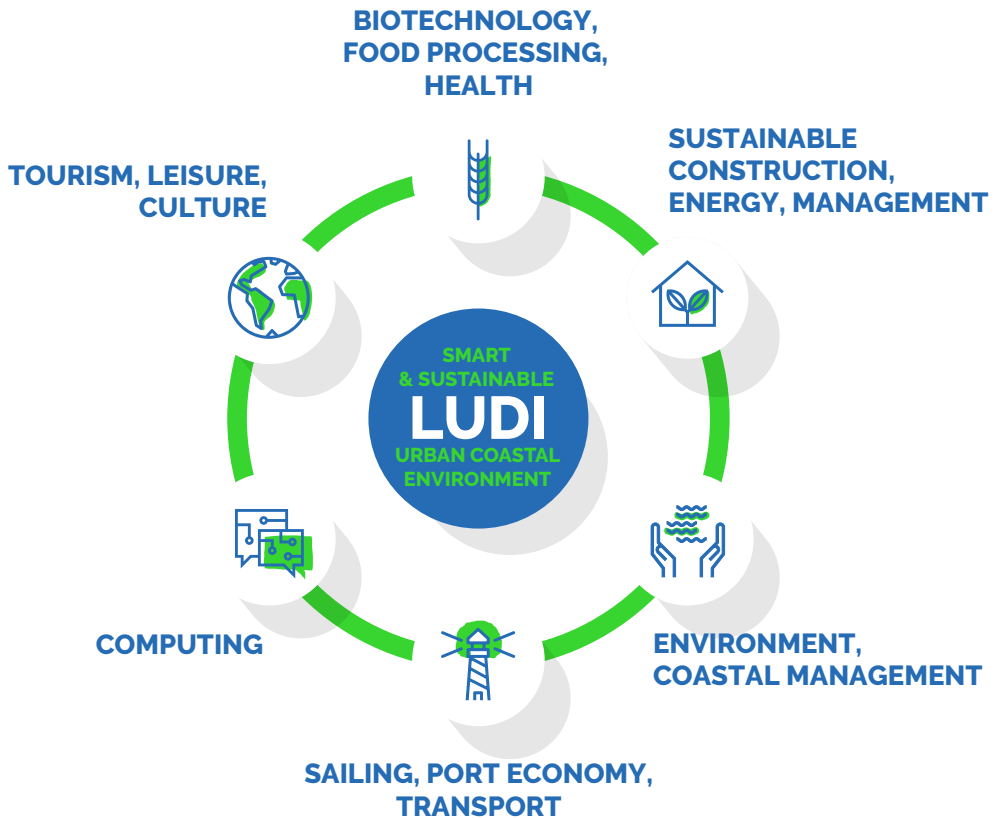 BIOTECHNOLOGY,
FOOD PROCESSING,
HEALTH
SUSTAINABLE
CONSTRUCTION,
ENERGY, MANAGEMENT
TOURISM, LEISURE,
CULTURE
SMART
& SUSTAINABLE
LUDI
URBAN COASTAL
ENVIRONMENT
COMPUTING
ENVIRONMENT,
COASTAL MANAGEMENT
SAILING, PORT ECONOMY,
TRANSPORT